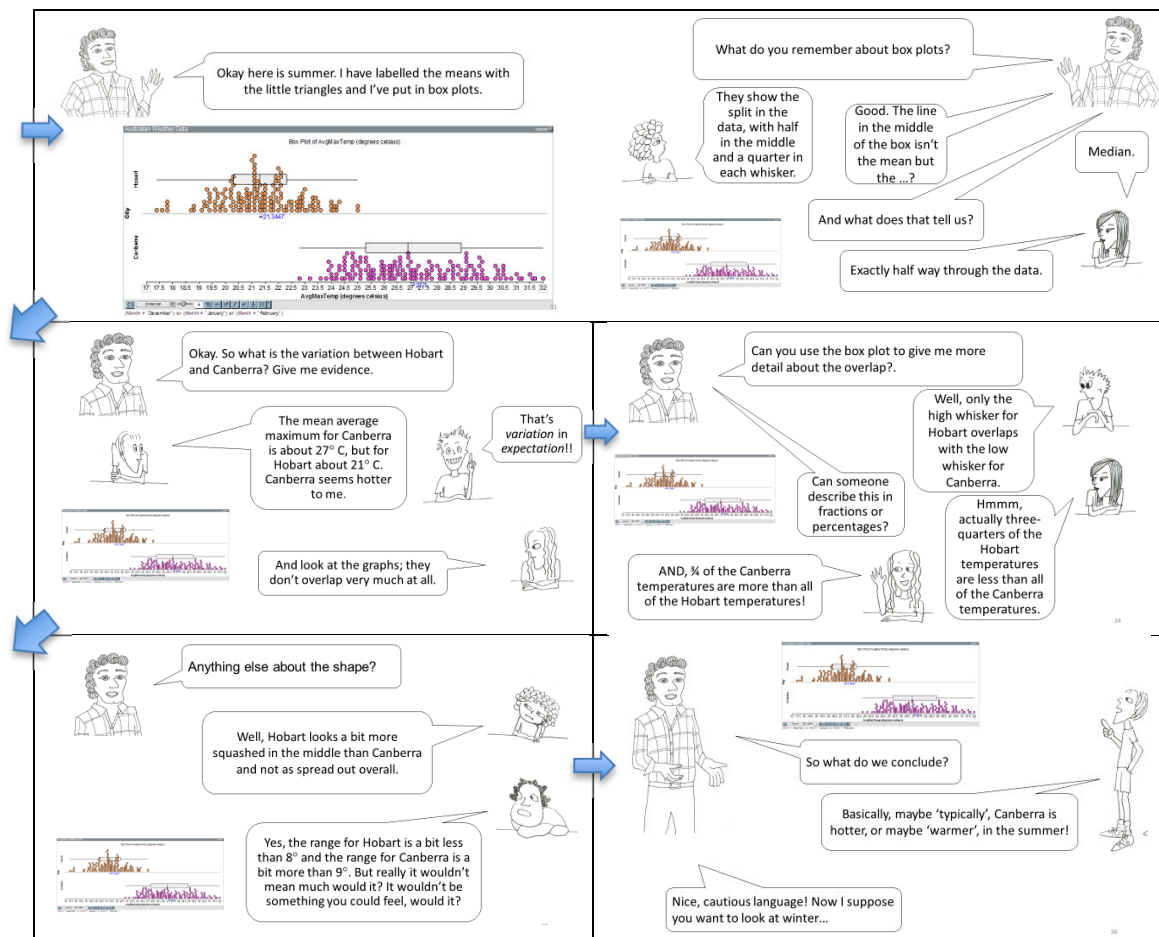 Okay here is summer. I have labelled the means with
the little triangles and I've put in box plots.
Australian Weather Data
Box Plot of AvgMaxTemp (degrees celsius)
Hobart
21.3447
City
Canberra
17 17.5 18 18.5 19 19.5 20 20.5 21 21.5 22 22.5 23 23.5 24 24.5 25 25.5 26 26.5 27 27.5 28 28.5 29 29.5 30 30.5 31 31.5 32
AvgMaxTemp (degrees celsius)
(Month = "December") or (Month = "January") or (Month = "February")
What do you remember about box plots?
They show the
split in the
data, with half
in the middle
and a quarter in
each whisker.
Good. The line
in the middle
of the box isn't
the mean but
the ...?
Median.
And what does that tell us?
Exactly half way through the data.
Okay. So what is the variation between Hobart
and Canberra? Give me evidence.
The mean average
maximum for Canberra
is about 27° C, but for
Hobart about 21° C.
Canberra seems hotter
to me.
That's
variation in
expectation!!
And look at the graphs; they
don't overlap very much at all.
Can you use the box plot to give me more
detail about the overlap?.
Well, only the
high whisker for
Hobart overlaps
with the low
whisker for
Canberra.
Can someone
describe this in
fractions or
percentages?
Hmmm,
actually three-
quarters of the
Hobart
temperatures
are less than all
of the Canberra
temperatures.
AND, ¾ of the Canberra
temperatures are more than all
of the Hobart temperatures!
34
Anything else about the shape?
Well, Hobart looks a bit more
squashed in the middle than Canberra
and not as spread out overall.
Yes, the range for Hobart is a bit less
than 8° and the range for Canberra is a
bit more than 9°. But really it wouldn't
mean much would it? It wouldn't be
something you could feel, would it?
So what do we conclude?
Basically, maybe 'typically', Canberra is
hotter, or maybe 'warmer', in the summer!
Nice, cautious language! Now I suppose
you want to look at winter...
36